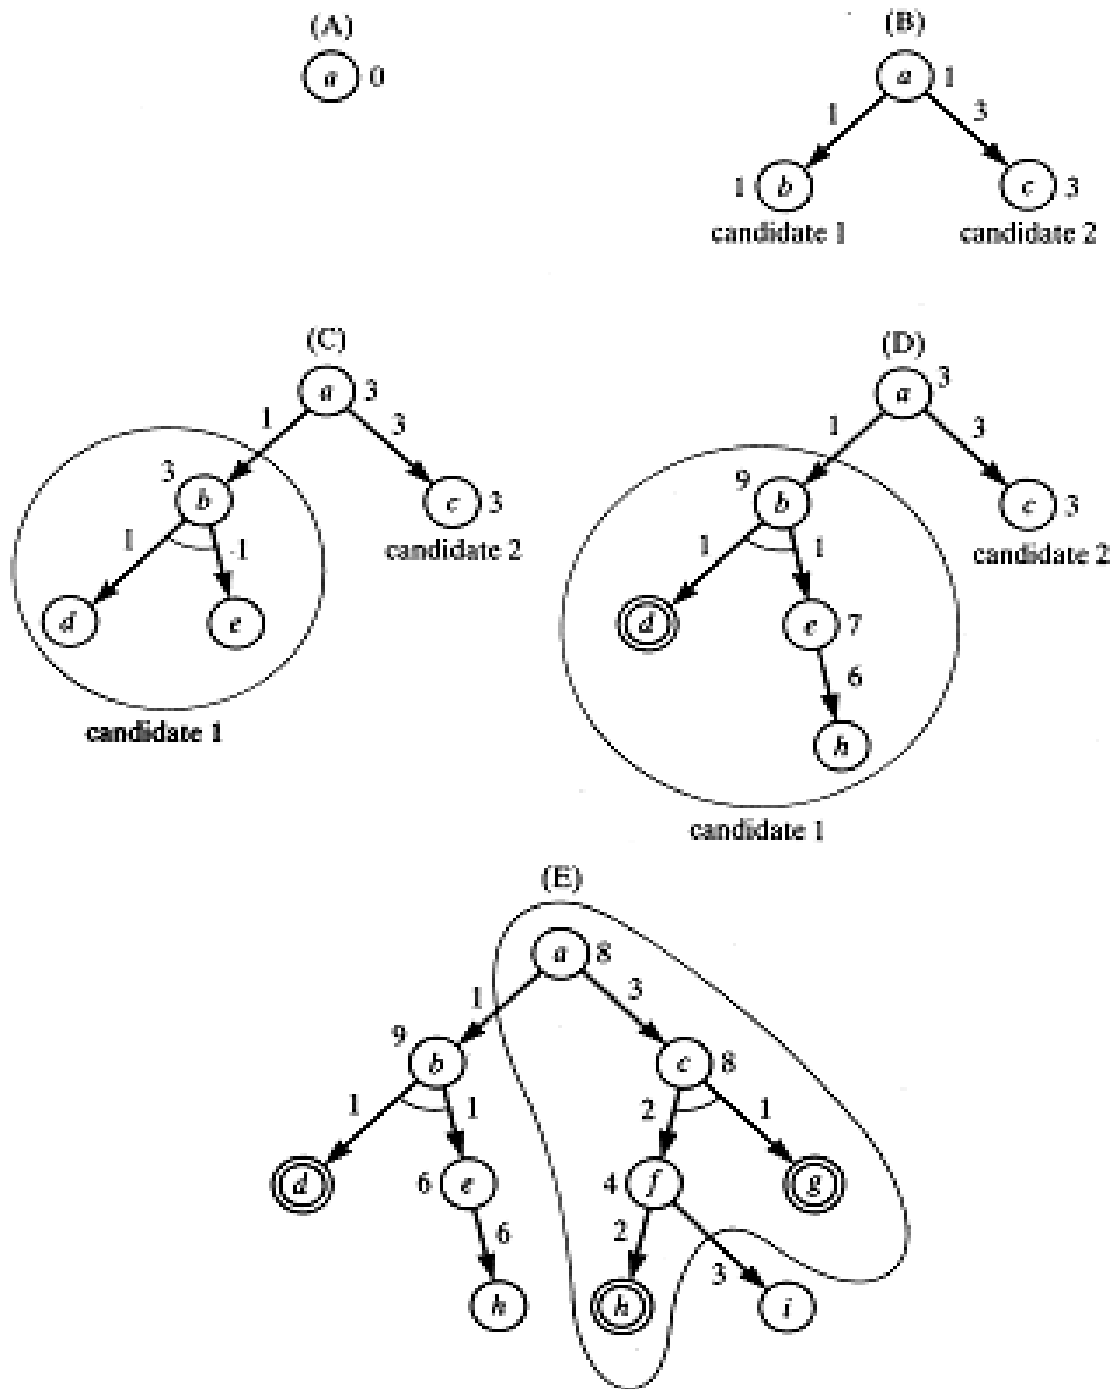 (A)
a 0
(B)
a 1
1 3
1 b c 3
candidate 1 candidate 2
(C)
a 3
1 3
3 b c 3
candidate 2
1 1
d e
candidate 1
(D)
a 3
1 3
9 b c 3
candidate 2
1 1
d e 7
6
h
candidate 1
(E)
a 8
1 3
9 b c 8
1 1 2 1
d 6 e 4 f g
6 2 3
h h i